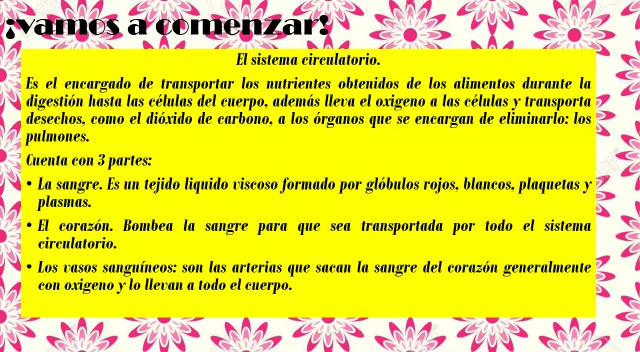 ¡vamos a comenzar!
El sistema circulatorio.
Es el encargado de transportar los nutrientes obtenidos de los alimentos durante la
digestión hasta las células del cuerpo, además lleva el oxigeno a las células y transporta
desechos, como el dióxido de carbono, a los órganos que se encargan de eliminarlo: los
pulmones.
Cuenta con 3 partes:
• La sangre. Es un tejido liquido viscoso formado por glóbulos rojos, blancos, plaquetas y
plasmas.
• El corazón. Bombea la sangre para que sea transportada por todo el sistema
circulatorio.
• Los vasos sanguíneos: son las arterias que sacan la sangre del corazón generalmente
con oxigeno y lo llevan a todo el cuerpo.